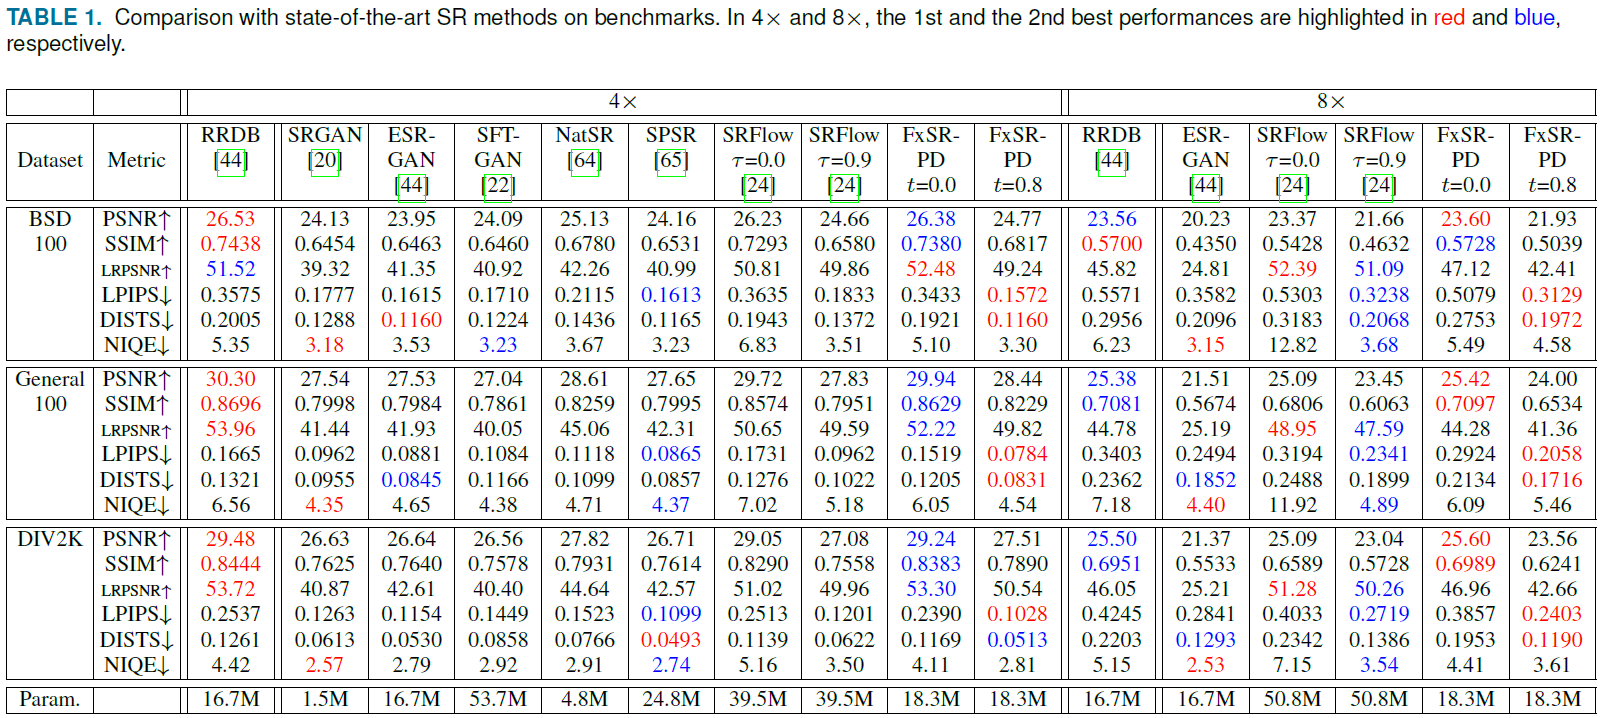 TABLE 1. Comparison with state-of-the-art SR methods on benchmarks. In 4× and 8×, the 1st and the 2nd best performances are highlighted in red and blue,
respectively.
4× 8×
Dataset Metric RRDB [44] SRGAN [20] ESR-GAN [44] SFT-GAN [22] NatSR [64] SPSR [65] SRFlow τ=0.0 [24] SRFlow τ=0.9 [24] FxSR-PD t=0.0 FxSR-PD t=0.8 RRDB [44] ESR-GAN [44] SRFlow τ=0.0 [24] SRFlow τ=0.9 [24] FxSR-PD t=0.0 FxSR-PD t=0.8
BSD PSNR↑ 26.53 24.13 23.95 24.09 25.13 24.16 26.23 24.66 26.38 24.77 23.56 20.23 23.37 21.66 23.60 21.93
100 SSIM↑ 0.7438 0.6454 0.6463 0.6460 0.6780 0.6531 0.7293 0.6580 0.7380 0.6817 0.5700 0.4350 0.5428 0.4632 0.5728 0.5039
LRPSNR↑ 51.52 39.32 41.35 40.92 42.26 40.99 50.81 49.86 52.48 49.24 45.82 24.81 52.39 51.09 47.12 42.41
LPIPS↓ 0.3575 0.1777 0.1615 0.1710 0.2115 0.1613 0.3635 0.1833 0.3433 0.1572 0.5571 0.3582 0.5303 0.3238 0.5079 0.3129
DISTS↓ 0.2005 0.1288 0.1160 0.1224 0.1436 0.1165 0.1943 0.1372 0.1921 0.1160 0.2956 0.2096 0.3183 0.2068 0.2753 0.1972
NIQE↓ 5.35 3.18 3.53 3.23 3.67 3.23 6.83 3.51 5.10 3.30 6.23 3.15 12.82 3.68 5.49 4.58
General PSNR↑ 30.30 27.54 27.53 27.04 28.61 27.65 29.72 27.83 29.94 28.44 25.38 21.51 25.09 23.45 25.42 24.00
100 SSIM↑ 0.8696 0.7998 0.7984 0.7861 0.8259 0.7995 0.8574 0.7951 0.8629 0.8229 0.7081 0.5674 0.6806 0.6063 0.7097 0.6534
LRPSNR↑ 53.96 41.44 41.93 40.05 45.06 42.31 50.65 49.59 52.22 49.82 44.78 25.19 48.95 47.59 44.28 41.36
LPIPS↓ 0.1665 0.0962 0.0881 0.1084 0.1118 0.0865 0.1731 0.0962 0.1519 0.0784 0.3403 0.2494 0.3194 0.2341 0.2924 0.2058
DISTS↓ 0.1321 0.0955 0.0845 0.1166 0.1099 0.0857 0.1276 0.1022 0.1205 0.0831 0.2362 0.1852 0.2488 0.1899 0.2134 0.1716
NIQE↓ 6.56 4.35 4.65 4.38 4.71 4.37 7.02 5.18 6.05 4.54 7.18 4.40 11.92 4.89 6.09 5.46
DIV2K PSNR↑ 29.48 26.63 26.64 26.56 27.82 26.71 29.05 27.08 29.24 27.51 25.50 21.37 25.09 23.04 25.60 23.56
SSIM↑ 0.8444 0.7625 0.7640 0.7578 0.7931 0.7614 0.8290 0.7558 0.8383 0.7890 0.6951 0.5533 0.6589 0.5728 0.6989 0.6241
LRPSNR↑ 53.72 40.87 42.61 40.40 44.64 42.57 51.02 49.96 53.30 50.54 46.05 25.21 51.28 50.26 46.96 42.66
LPIPS↓ 0.2537 0.1263 0.1154 0.1449 0.1523 0.1099 0.2513 0.1201 0.2390 0.1028 0.4245 0.2841 0.4033 0.2719 0.3857 0.2403
DISTS↓ 0.1261 0.0613 0.0530 0.0858 0.0766 0.0493 0.1139 0.0622 0.1169 0.0513 0.2203 0.1293 0.2342 0.1386 0.1953 0.1190
NIQE↓ 4.42 2.57 2.79 2.92 2.91 2.74 5.16 3.50 4.11 2.81 5.15 2.53 7.15 3.54 4.41 3.61
Param. 16.7M 1.5M 16.7M 53.7M 4.8M 24.8M 39.5M 39.5M 18.3M 18.3M 16.7M 16.7M 50.8M 50.8M 18.3M 18.3M